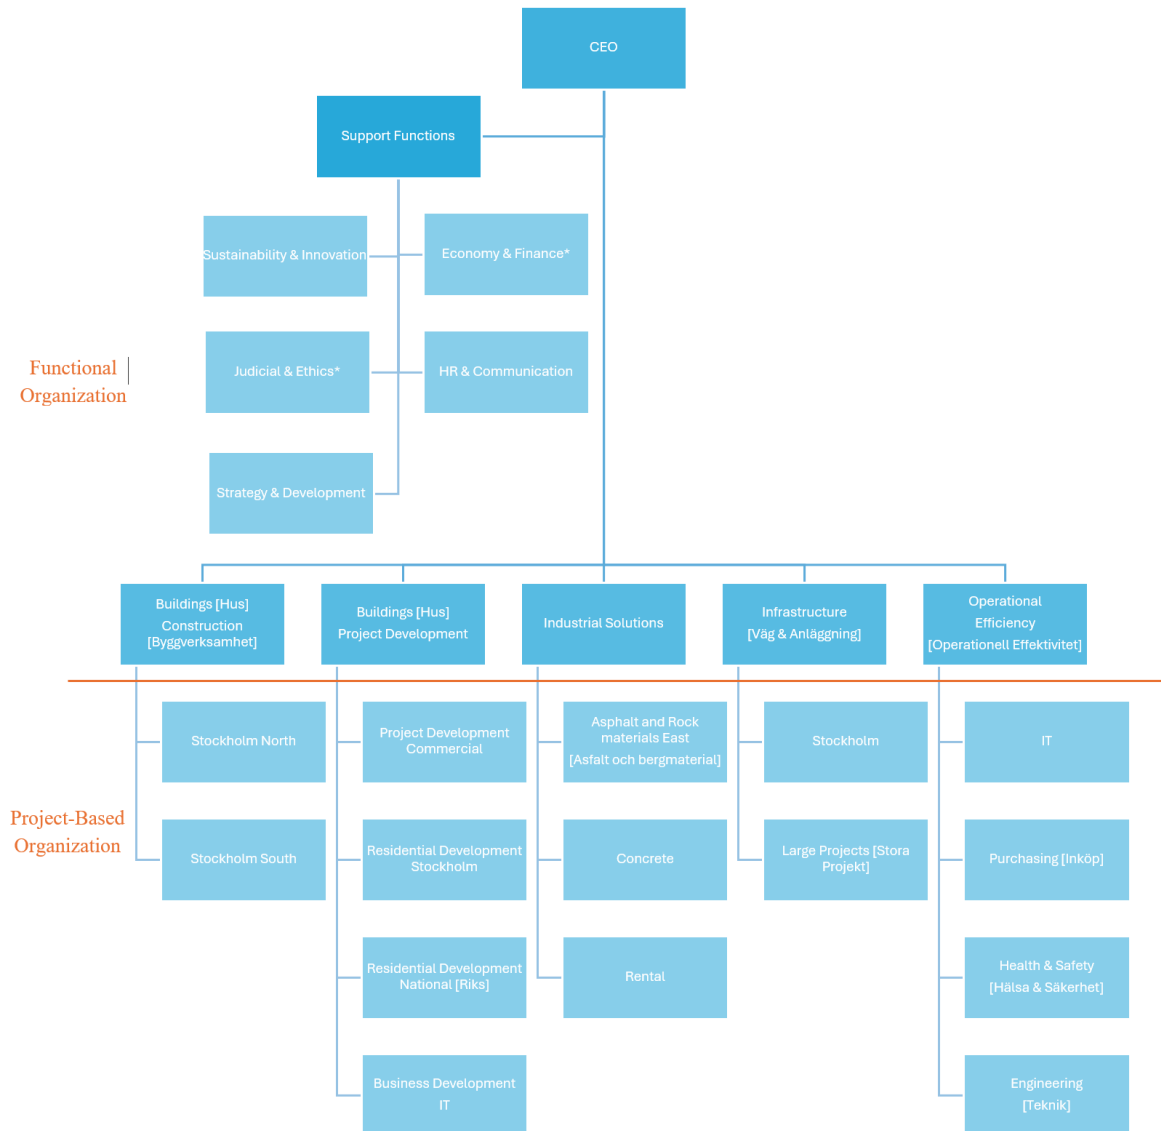 CEO
Support Functions
Sustainability & Innovation
Economy & Finance*
Functional
Organization
Judicial & Ethics*
HR & Communication
Strategy & Development
Buildings [Hus]
Construction
[Byggverksamhet]
Buildings [Hus]
Project Development
Industrial Solutions
Infrastructure
[Väg & Anläggning]
Operational
Efficiency
[Operationell Effektivitet]
Project-Based
Organization
Stockholm North
Stockholm South
Project Development
Commercial
Residential Development
Stockholm
Residential Development
National [Riks]
Business Development
IT
Asphalt and Rock
materials East
[Asfalt och bergmaterial]
Concrete
Rental
Stockholm
Large Projects [Stora
Projekt]
IT
Purchasing [Inköp]
Health & Safety
[Hälsa & Säkerhet]
Engineering
[Teknik]